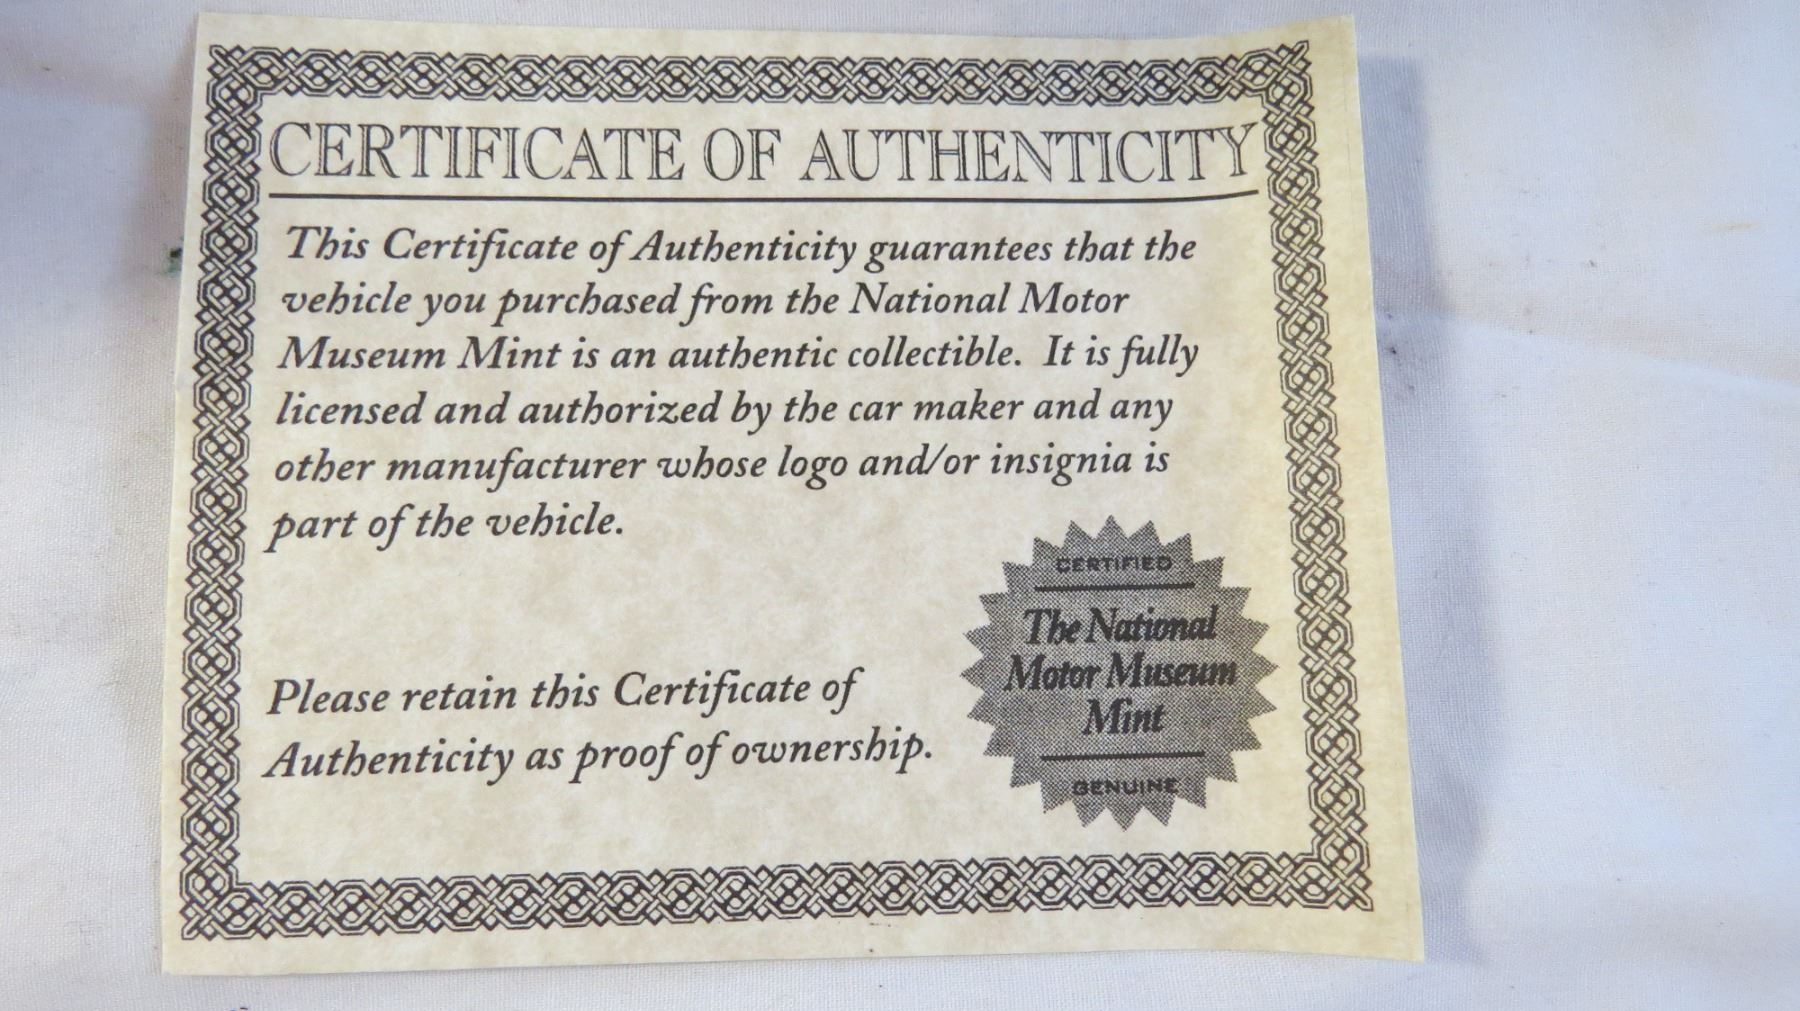 CERTIFICATE OF AUTHENTICITY
This Certificate of Authenticity guarantees that the
vehicle you purchased from the National Motor
Museum Mint is an authentic collectible. It is fully
licensed and authorized by the car maker and any
other manufacturer whose logo and/or insignia is
part of the vehicle.
Please retain this Certificate of
Authenticity as proof of ownership.
CERTIFIED
The National
Motor Museum
Mint
GENUINE